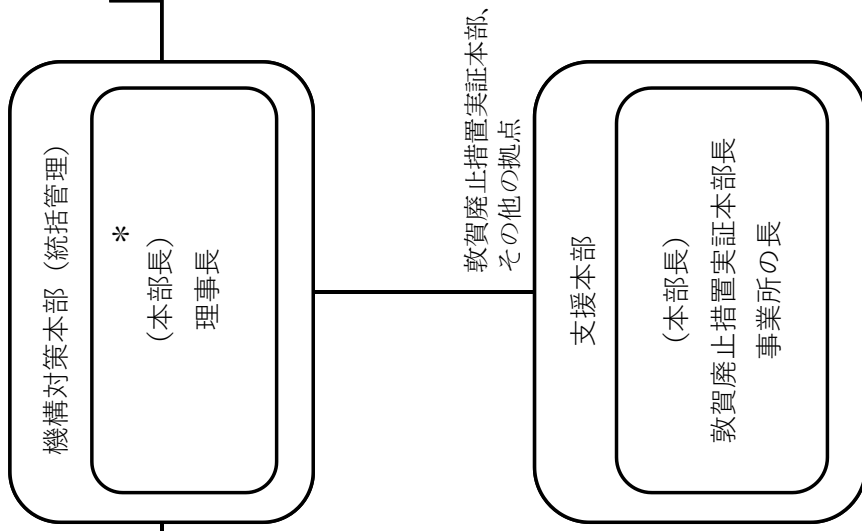 機構対策本部（統括管理）
＊
（本部長）
理事長
敦賀廃止措置実証本部、
その他の拠点
支援本部
（本部長）
敦賀廃止措置実証本部長
事業所の長